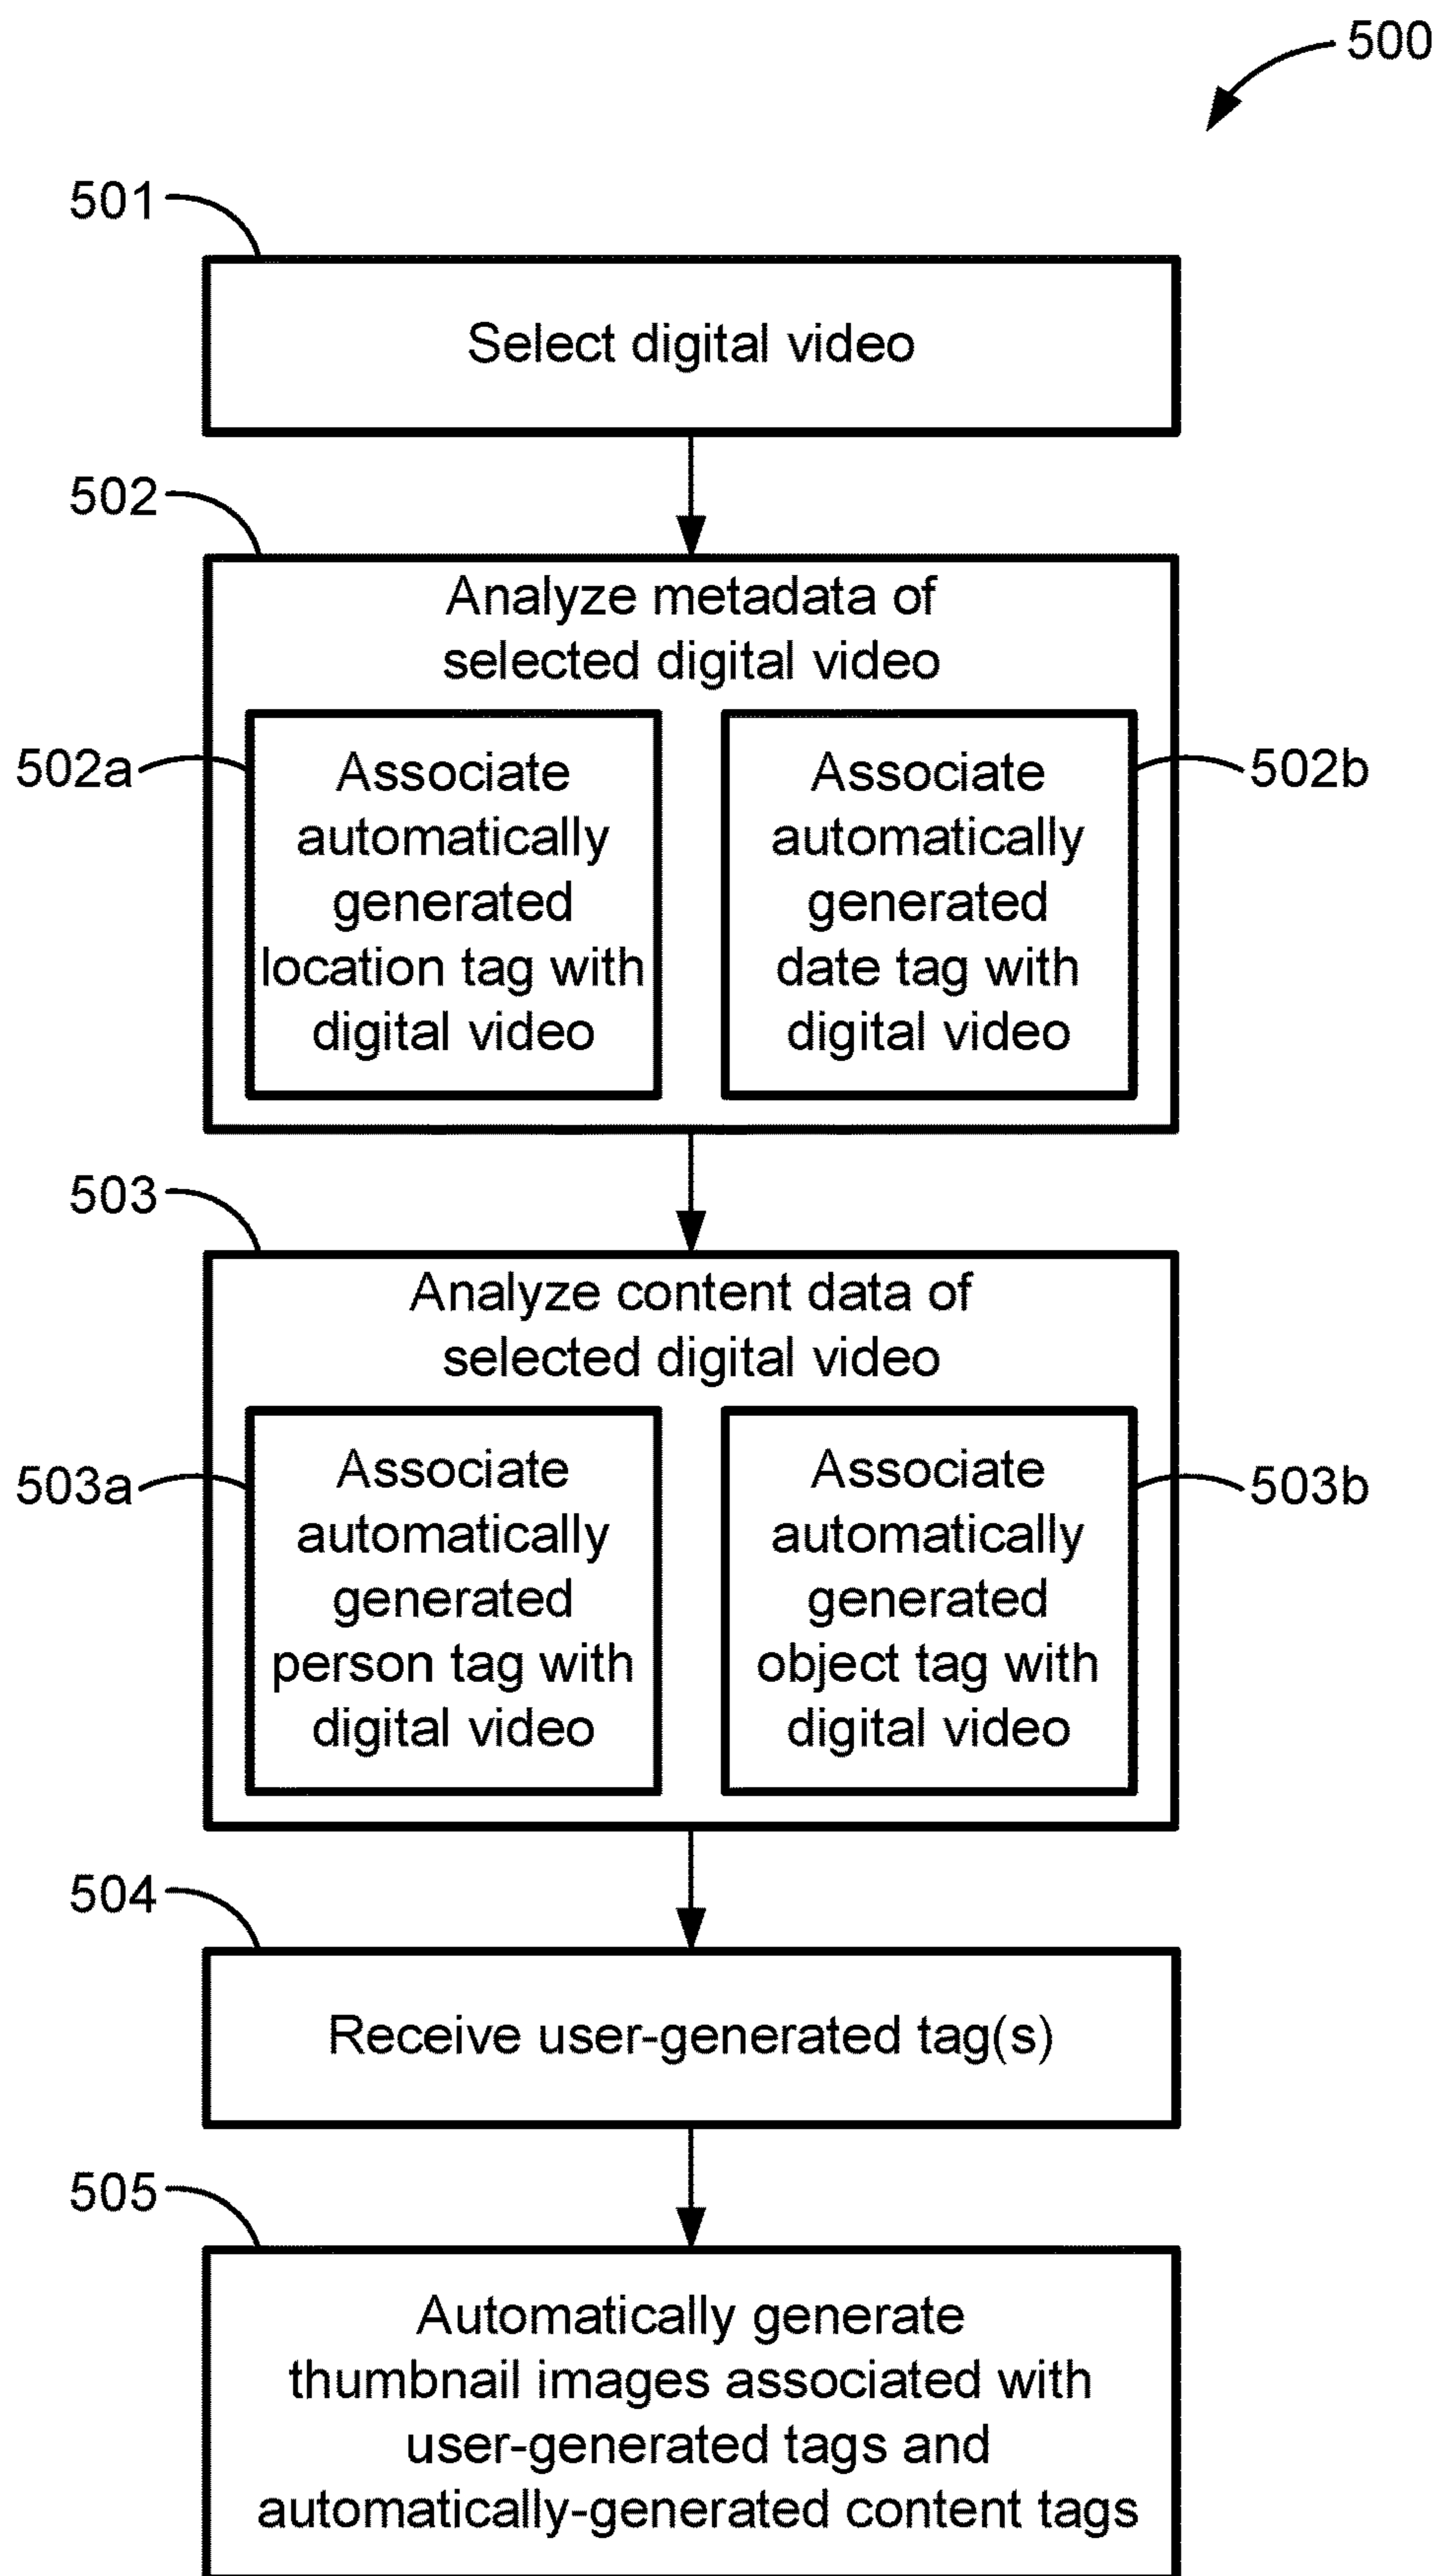 500
501
Select digital video
502
Analyze metadata of
selected digital video
502a
Associate
automatically
generated
location tag with
digital video
502b
Associate
automatically
generated
date tag with
digital video
503
Analyze content data of
selected digital video
503a
Associate
automatically
generated
person tag with
digital video
503b
Associate
automatically
generated
object tag with
digital video
504
Receive user-generated tag(s)
505
Automatically generate
thumbnail images associated with
user-generated tags and
automatically-generated content tags